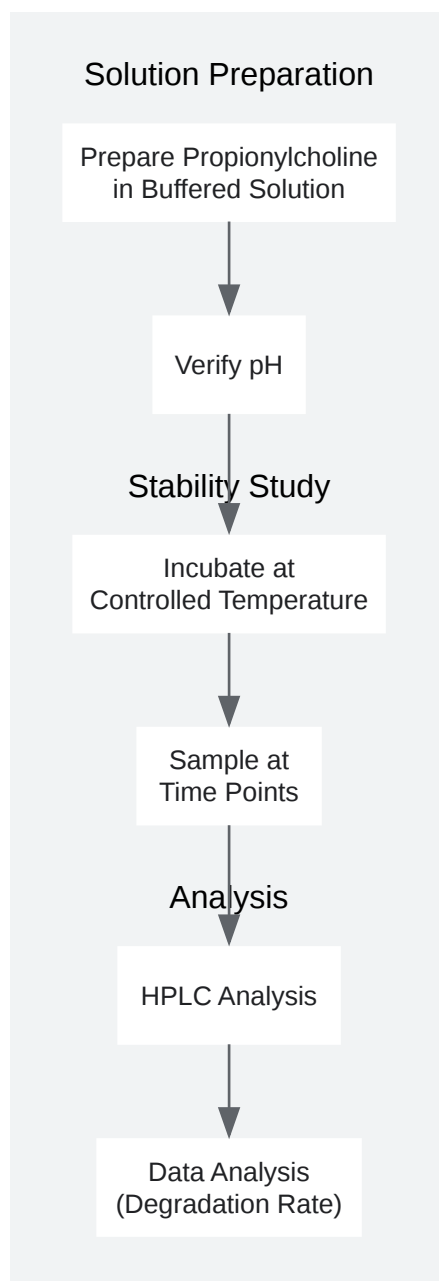 Solution Preparation
Prepare Propionylcholine
in Buffered Solution
Verify pH
Stability Study
Incubate at
Controlled Temperature
Sample at
Time Points
Analysis
HPLC Analysis
Data Analysis
(Degradation Rate)